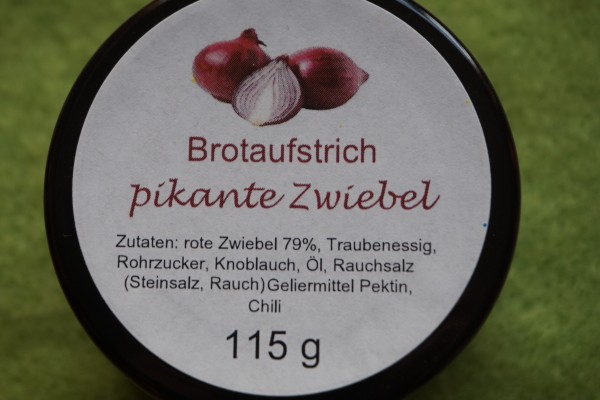 Brotaufstrich
pikante Zwiebel
Zutaten: rote Zwiebel 79%, Traubenessig,
Rohrzucker, Knoblauch, Öl, Rauchsalz
(Steinsalz, Rauch)Geliermittel Pektin,
Chili
115 g